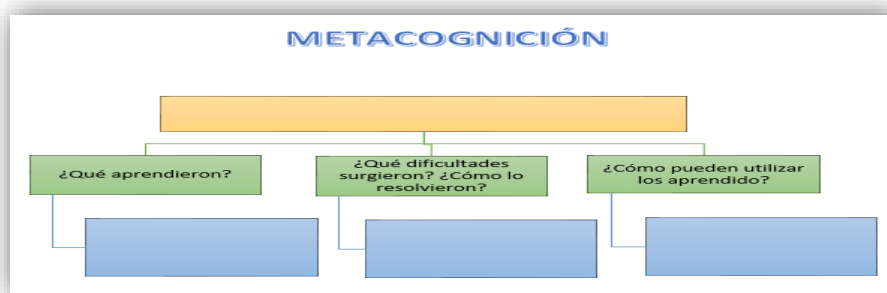 METACOGNICIÓN
¿Qué aprendieron?
¿Qué dificultades
surgieron? ¿Cómo lo
resolvieron?
¿Cómo pueden utilizar
los aprendido?